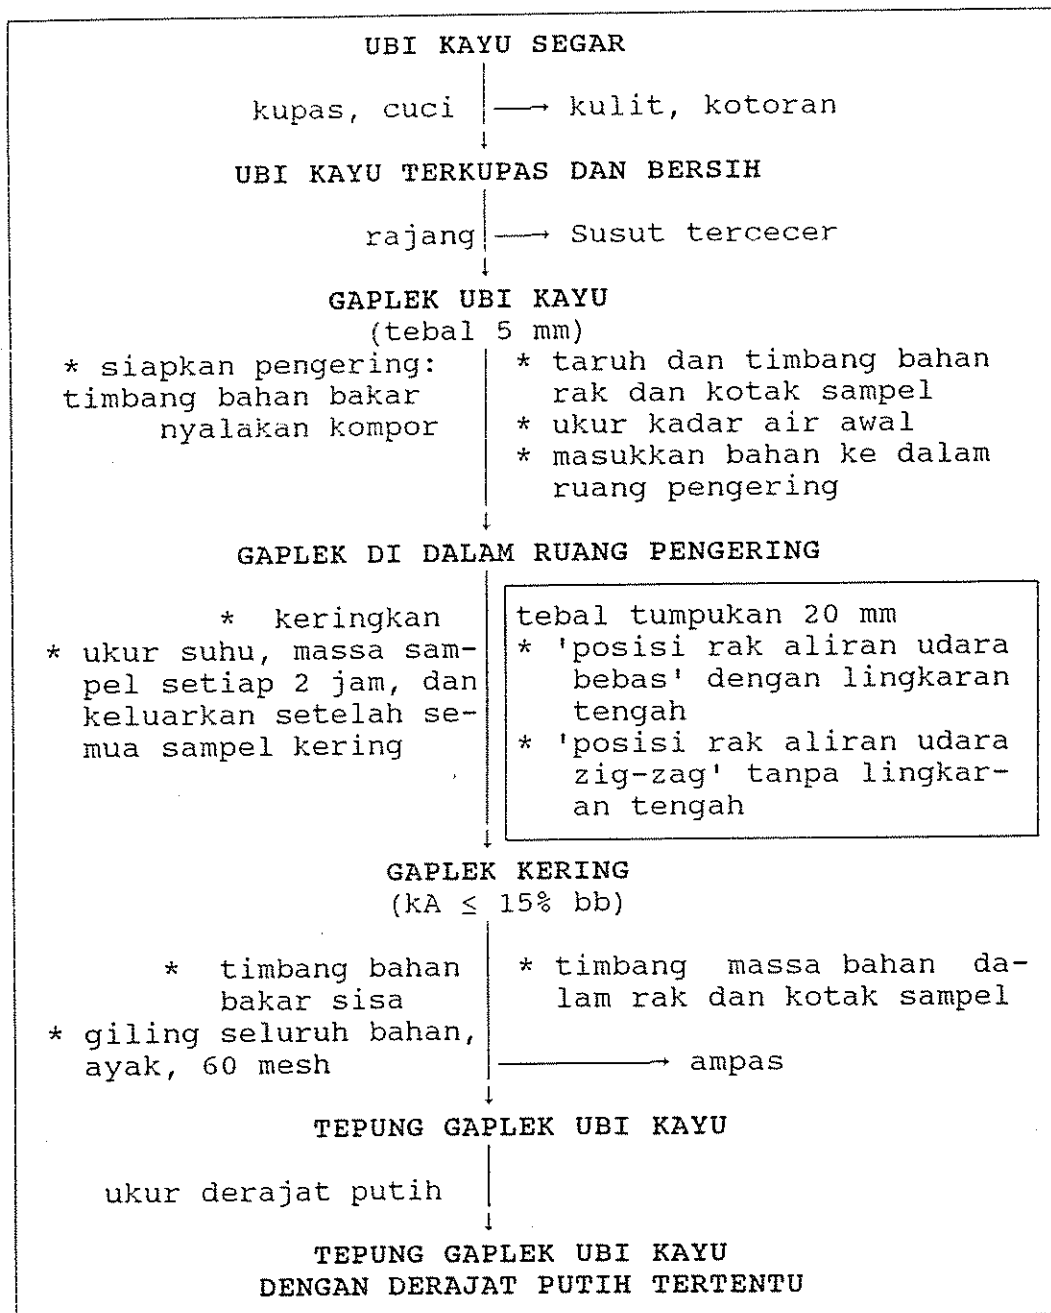 UBI KAYU SEGAR
kupas, cuci
kulit, kotoran
UBI KAYU TERKUPAS DAN BERSIH
rajang
Susut tercecer
GAPLEK UBI KAYU
(tebal 5 mm)
* siapkan pengering:
timbang bahan bakar
nyalakan kompor
* taruh dan timbang bahan
rak dan kotak sampel
* ukur kadar air awal
* masukkan bahan ke dalam
ruang pengering
GAPLEK DI DALAM RUANG PENGERING
* keringkan
* ukur suhu, massa sam-
pel setiap 2 jam, dan
keluarkan setelah se-
mua sampel kering
tebal tumpukan 20 mm
* 'posisi rak aliran udara
bebas' dengan lingkaran
tengah
* 'posisi rak aliran udara
zig-zag' tanpa lingkar-
an tengah
GAPLEK KERING
(kA ≤ 15% bb)
* timbang bahan
bakar sisa
* giling seluruh bahan,
ayak, 60 mesh
* timbang massa bahan da-
lam rak dan kotak sampel
ampas
TEPUNG GAPLEK UBI KAYU
ukur derajat putih
TEPUNG GAPLEK UBI KAYU
DENGAN DERAJAT PUTIH TERTENTU